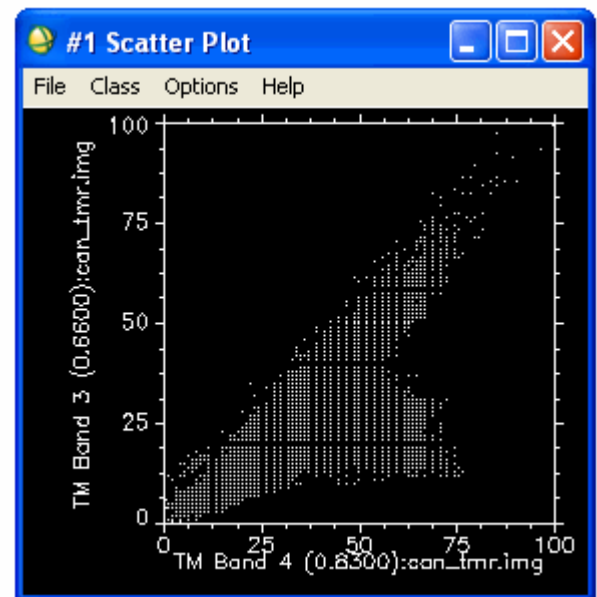 #1 Scatter Plot
File Class Options Help
TM Band 3 (0.6600):can_tmr.img
100
75
50
25
0
0 25 50 75 100
TM Band 4 (0.8300):can_tmr.img